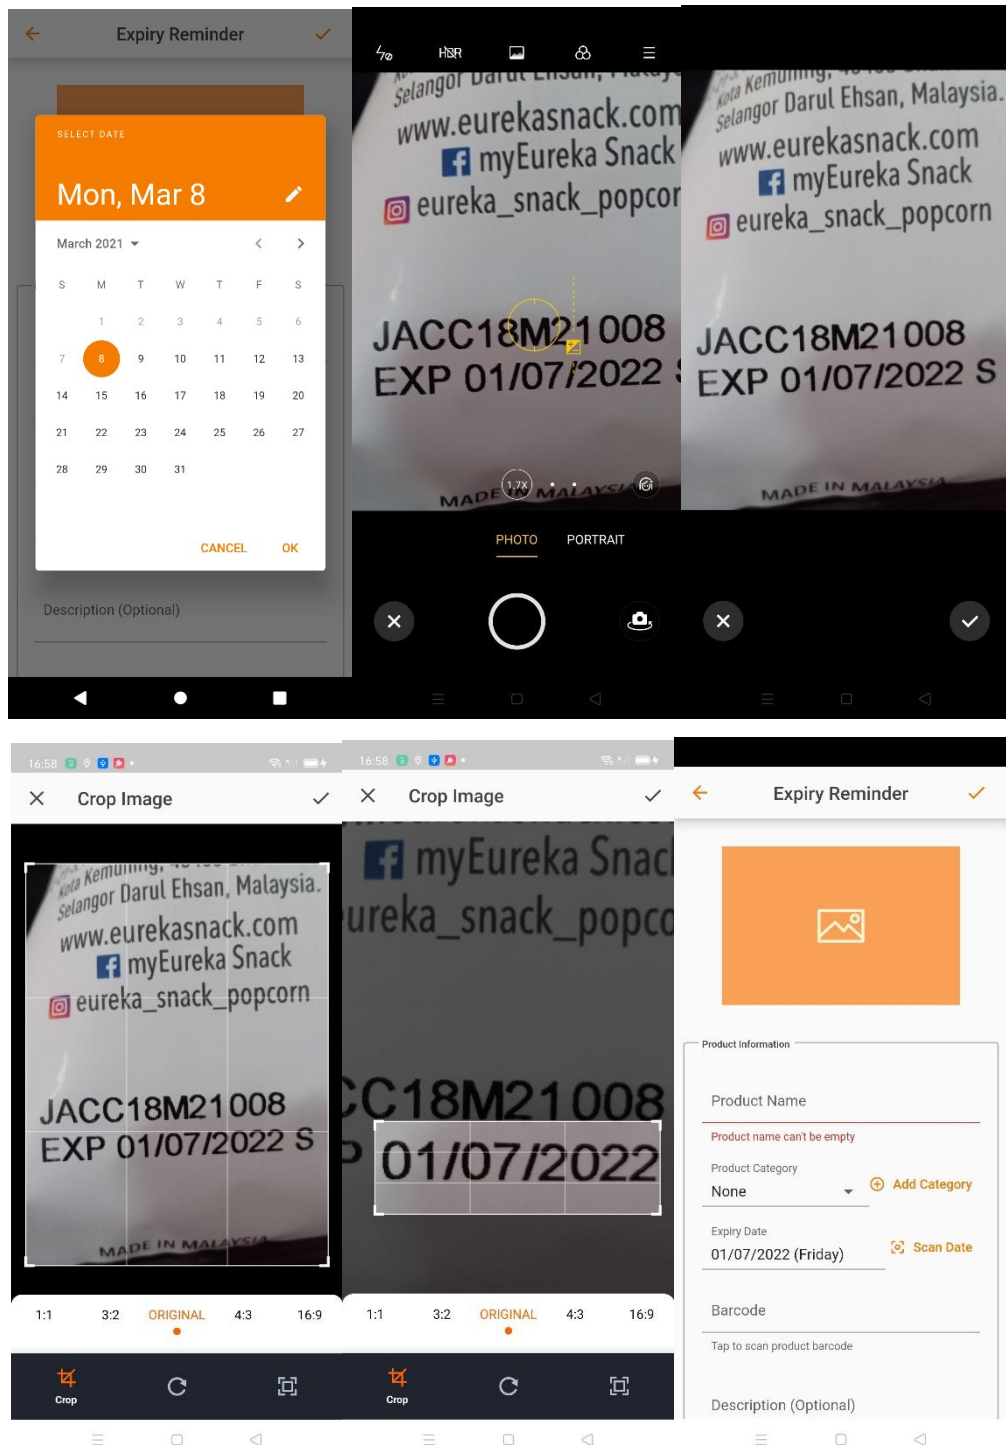 Expiry Reminder
SELECT DATE
Mon, Mar 8
March 2021
S M T W T F S
1 2 3 4 5 6
7 8 9 10 11 12 13
14 15 16 17 18 19 20
21 22 23 24 25 26 27
28 29 30 31
CANCEL OK
Description (Optional)
HDR
Selangor Darul Ehsan, Malays
www.eurekasnack.com
myEureka Snack
eureka_snack_popcor
JACC18M21008
EXP 01/07/2022 S
1.7X
MADE IN MALAYSI
PHOTO PORTRAIT
Kota Kemuning,
Selangor Darul Ehsan, Malaysia.
www.eurekasnack.com
myEureka Snack
eureka_snack_popcorn
JACC18M21008
EXP 01/07/2022 S
MADE IN MALAYSIA
16:58
Crop Image
Kota Kemuning,
Selangor Darul Ehsan, Malaysia.
www.eurekasnack.com
myEureka Snack
eureka_snack_popcorn
JACC18M21008
EXP 01/07/2022 S
MADE IN MALAYSIA
1:1 3:2 ORIGINAL 4:3 16:9
Crop
16:58
Crop Image
myEureka Snac
eureka_snack_popco
CC18M21008
P 01/07/2022
1:1 3:2 ORIGINAL 4:3 16:9
Crop
Expiry Reminder
Product Information
Product Name
Product name can't be empty
Product Category
None
Add Category
Expiry Date
01/07/2022 (Friday)
Scan Date
Barcode
Tap to scan product barcode
Description (Optional)